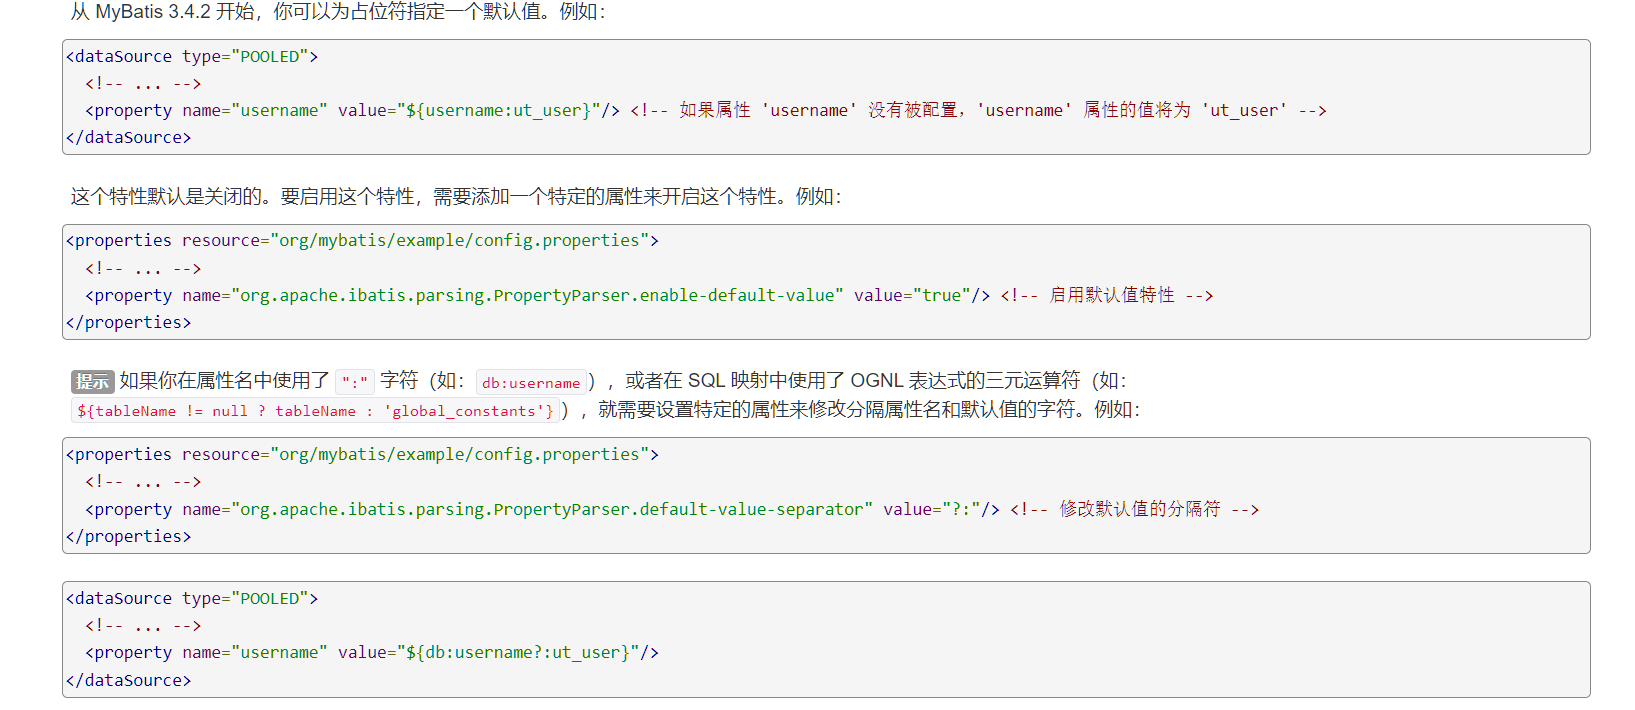 从 MyBatis 3.4.2 开始，你可以为占位符指定一个默认值。例如：
<dataSource type="POOLED">
  <!-- ... -->
  <property name="username" value="${username:ut_user}"/> <!-- 如果属性 'username' 没有被配置，'username' 属性的值将为 'ut_user' -->
</dataSource>
这个特性默认是关闭的。要启用这个特性，需要添加一个特定的属性来开启这个特性。例如：
<properties resource="org/mybatis/example/config.properties">
  <!-- ... -->
  <property name="org.apache.ibatis.parsing.PropertyParser.enable-default-value" value="true"/> <!-- 启用默认值特性 -->
</properties>
提示 如果你在属性名中使用了 ":" 字符（如：db:username），或者在 SQL 映射中使用了 OGNL 表达式的三元运算符（如：
${tableName != null ? tableName : 'global_constants'}），就需要设置特定的属性来修改分隔属性名和默认值的字符。例如：
<properties resource="org/mybatis/example/config.properties">
  <!-- ... -->
  <property name="org.apache.ibatis.parsing.PropertyParser.default-value-separator" value="?:"/> <!-- 修改默认值的分隔符 -->
</properties>
<dataSource type="POOLED">
  <!-- ... -->
  <property name="username" value="${db:username?:ut_user}"/>
</dataSource>